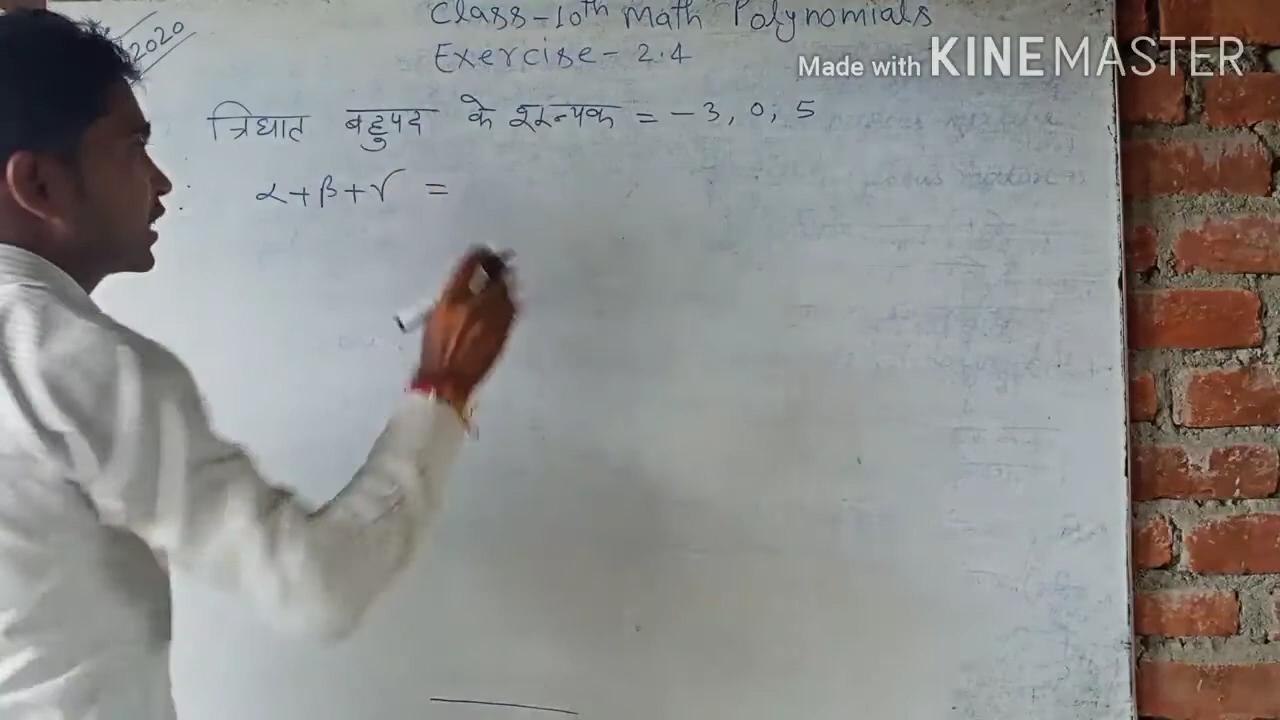 2020
Class-10th Math Polynomials
Exercise - 2.4
Made with KINEMASTER
त्रिघात बहुपद के शून्यक = -3, 0, 5
α+β+γ =